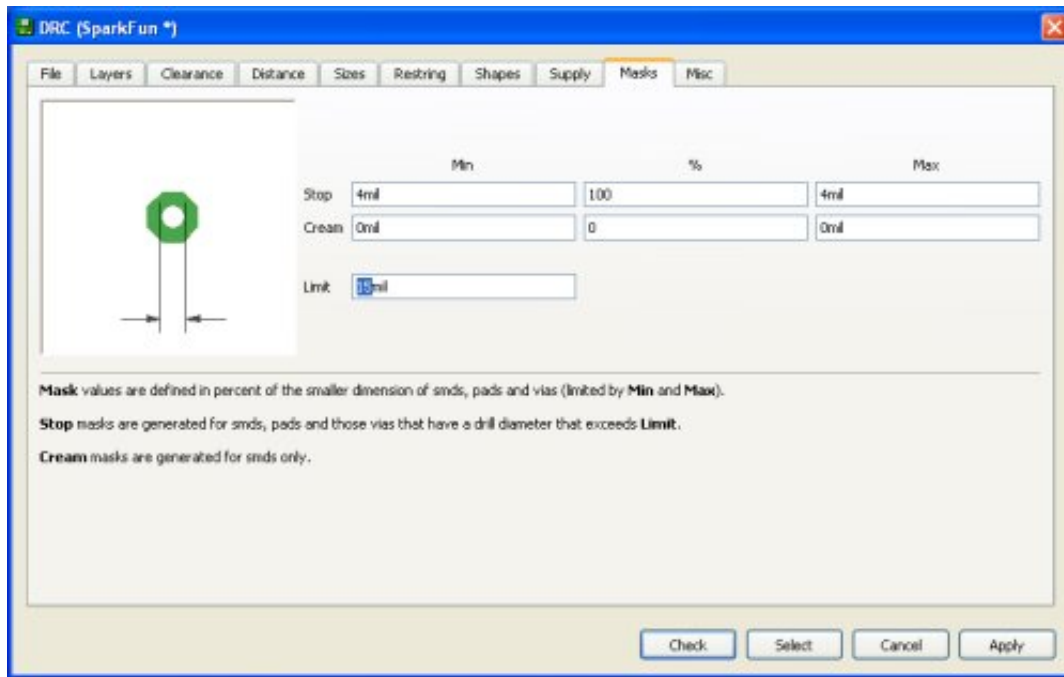 DRC (SparkFun *)
File Layers Clearance Distance Sizes Restring Shapes Supply Masks Misc
Min % Max
Stop 4mil 100 4mil
Cream 0mil 0 0mil
Limit 15mil
Mask values are defined in percent of the smaller dimension of smds, pads and vias (limited by Min and Max).
Stop masks are generated for smds, pads and those vias that have a drill diameter that exceeds Limit.
Cream masks are generated for smds only.
Check Select Cancel Apply